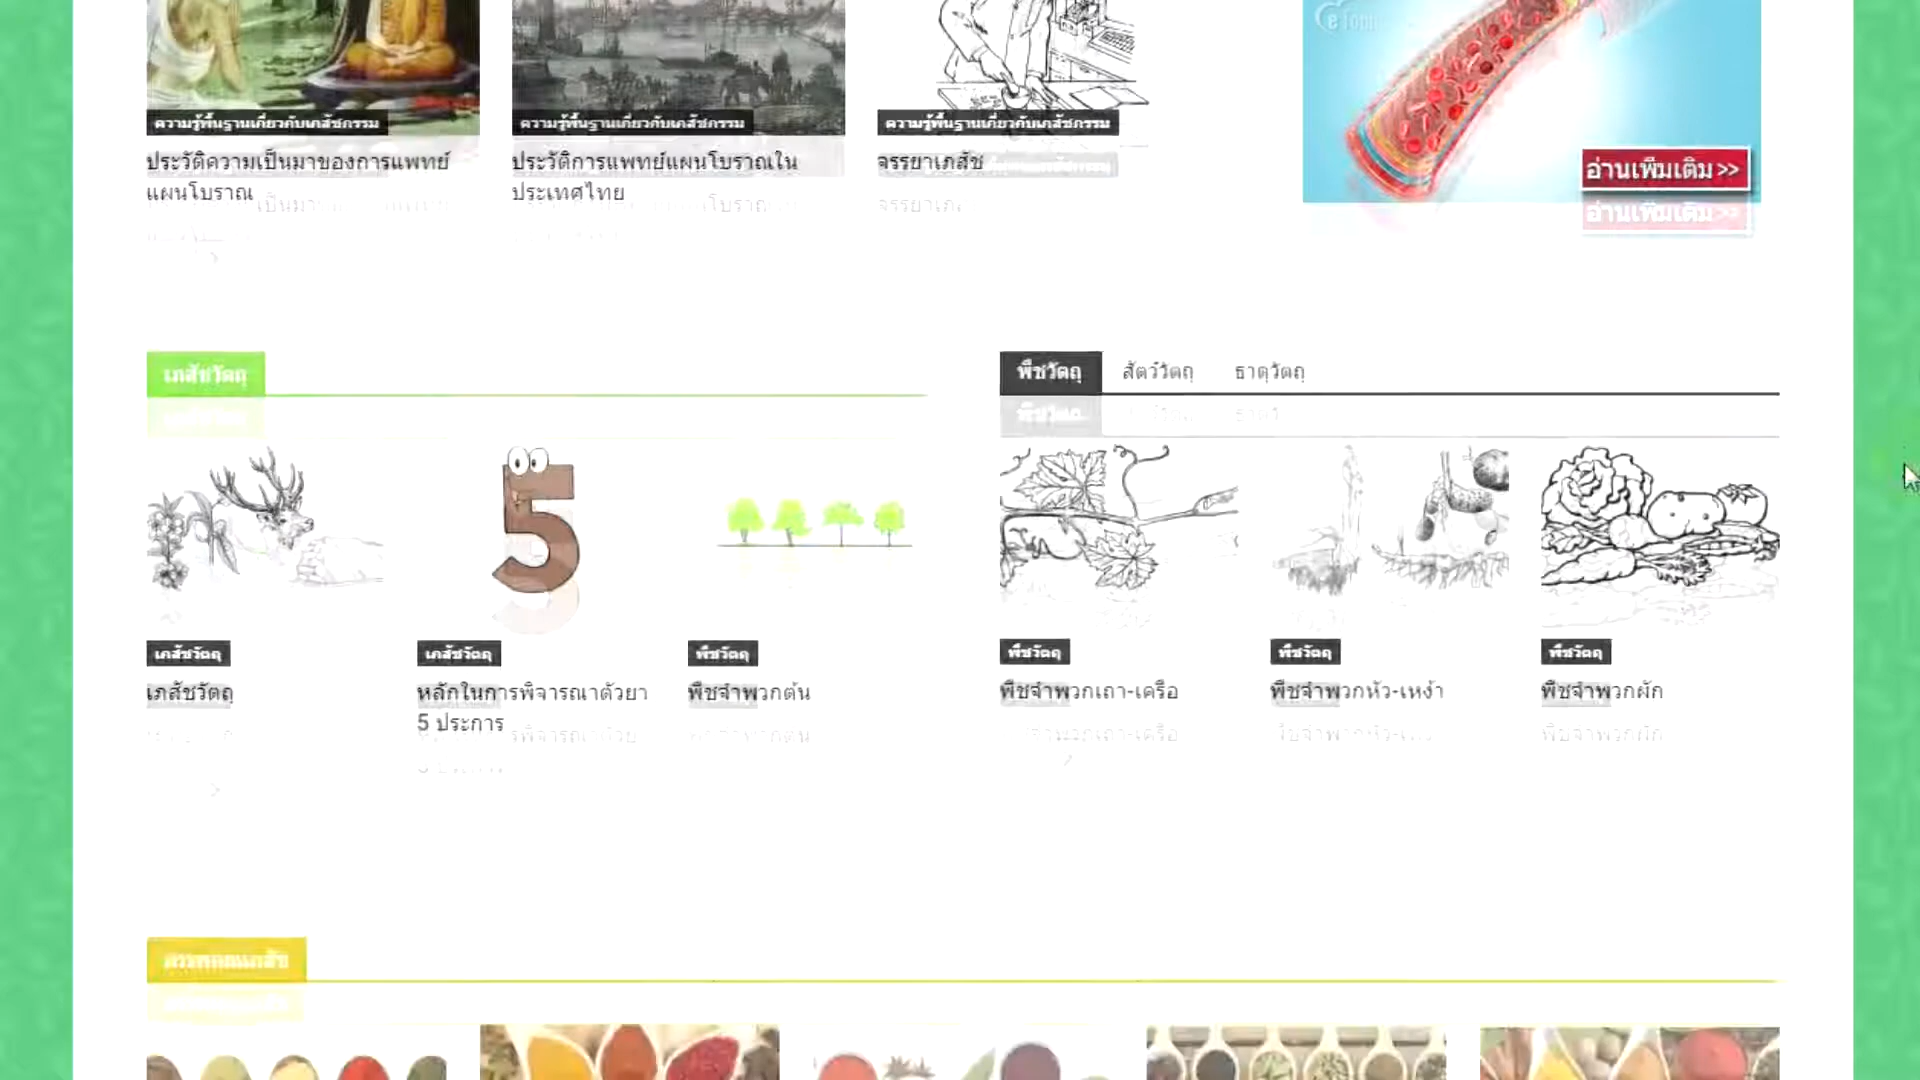 ความรู้พื้นฐานเกี่ยวกับเภสัชกรรม
ความรู้พื้นฐานเกี่ยวกับเภสัชกรรม
ความรู้พื้นฐานเกี่ยวกับเภสัชกรรม
ประวัติความเป็นมาของการแพทย์
แผนโบราณ
ประวัติการแพทย์แผนโบราณใน
ประเทศไทย
จรรยาเภสัช
อ่านเพิ่มเติม >>
เภสัชวัตถุ
พืชวัตถุ สัตว์วัตถุ ธาตุวัตถุ
เภสัชวัตถุ
เภสัชวัตถุ
พืชวัตถุ
พืชวัตถุ
พืชวัตถุ
พืชวัตถุ
เภสัชวัตถุ
หลักในการพิจารณาตัวยา
5 ประการ
พืชจำพวกต้น
พืชจำพวกเถา-เครือ
พืชจำพวกหัว-เหง้า
พืชจำพวกผัก